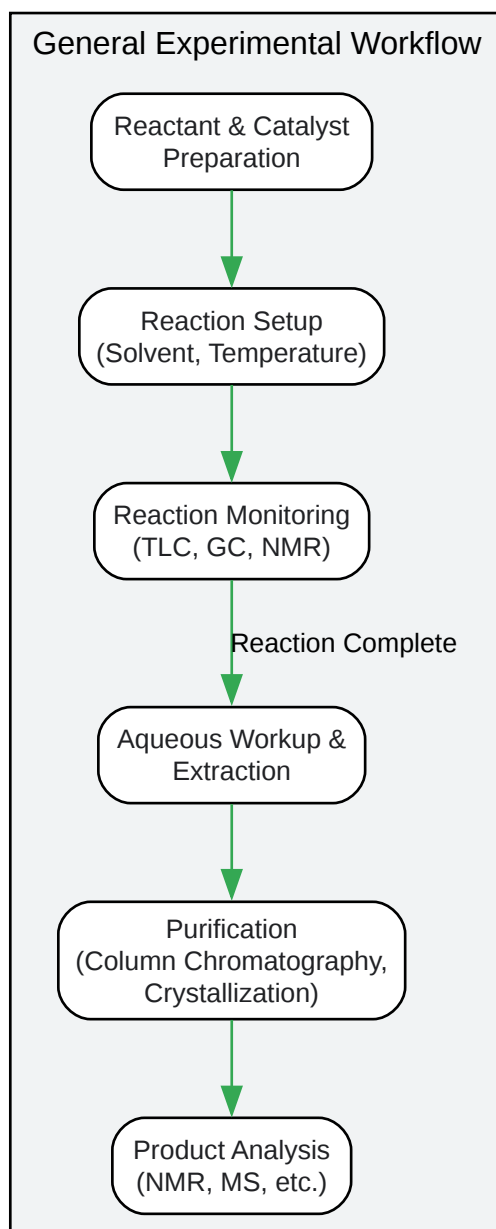 General Experimental Workflow
Reactant & Catalyst
Preparation
Reaction Setup
(Solvent, Temperature)
Reaction Monitoring
(TLC, GC, NMR)
Reaction Complete
Aqueous Workup &
Extraction
Purification
(Column Chromatography,
Crystallization)
Product Analysis
(NMR, MS, etc.)